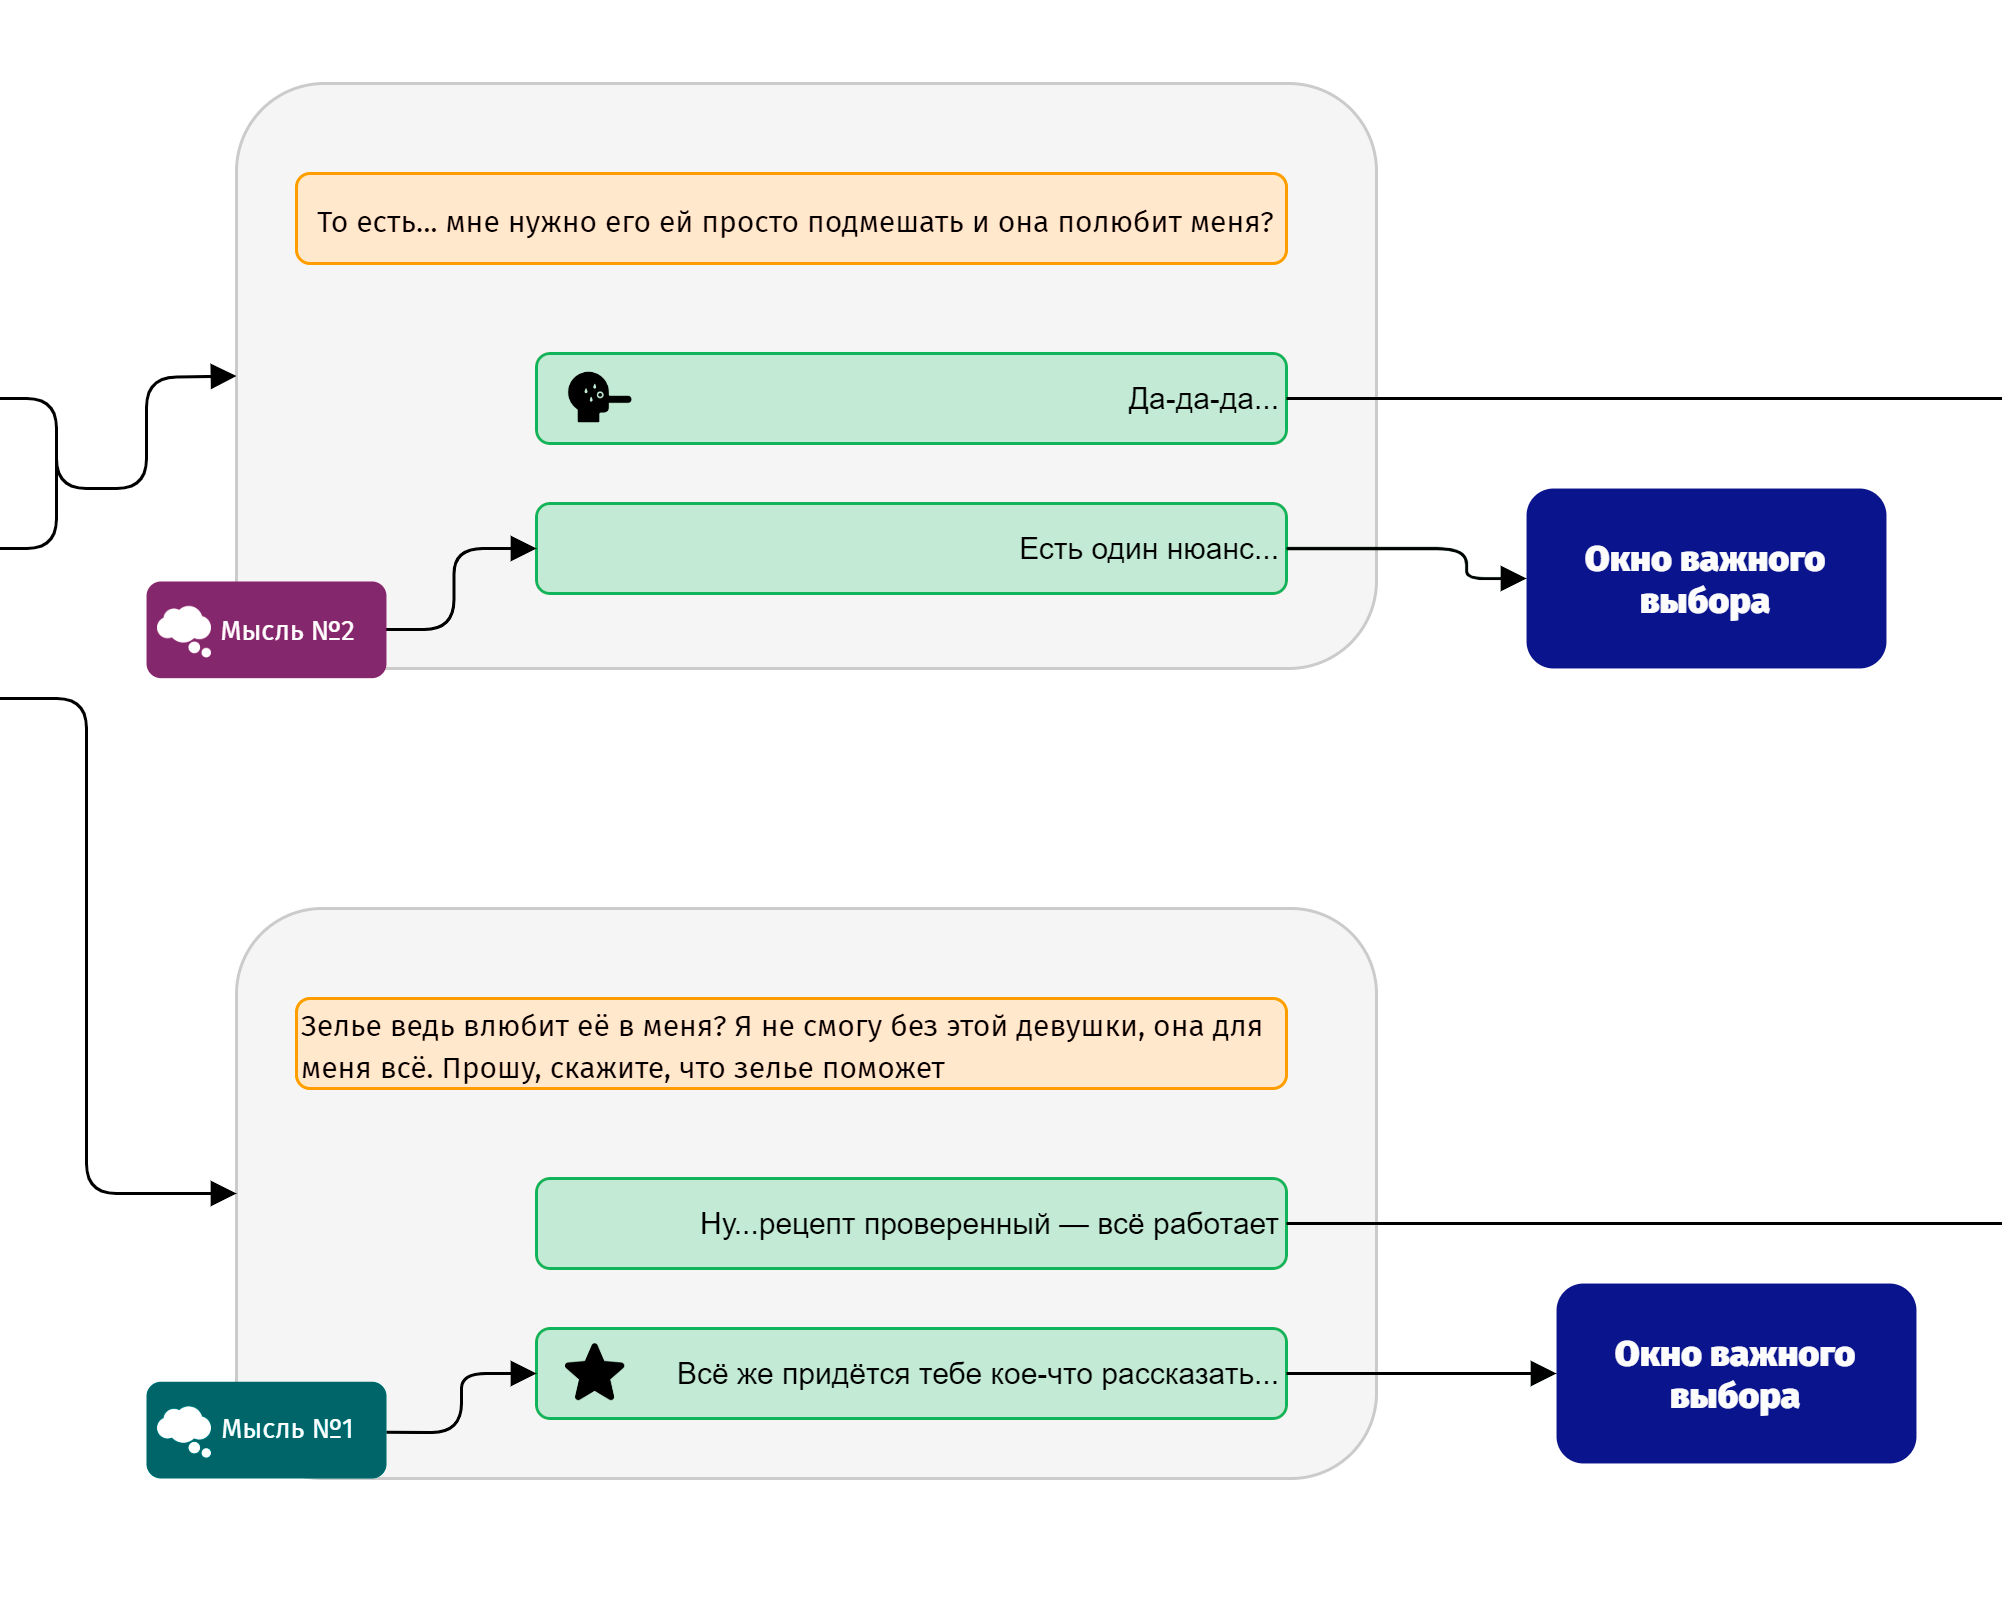 То есть... мне нужно его ей просто подмешать и она полюбит меня?
Да-да-да...
Есть один нюанс...
Мысль №2
Окно важного
выбора
Зелье ведь влюбит её в меня? Я не смогу без этой девушки, она для
меня всё. Прошу, скажите, что зелье поможет
Ну...рецепт проверенный — всё работает
Всё же придётся тебе кое-что рассказать...
Мысль №1
Окно важного
выбора